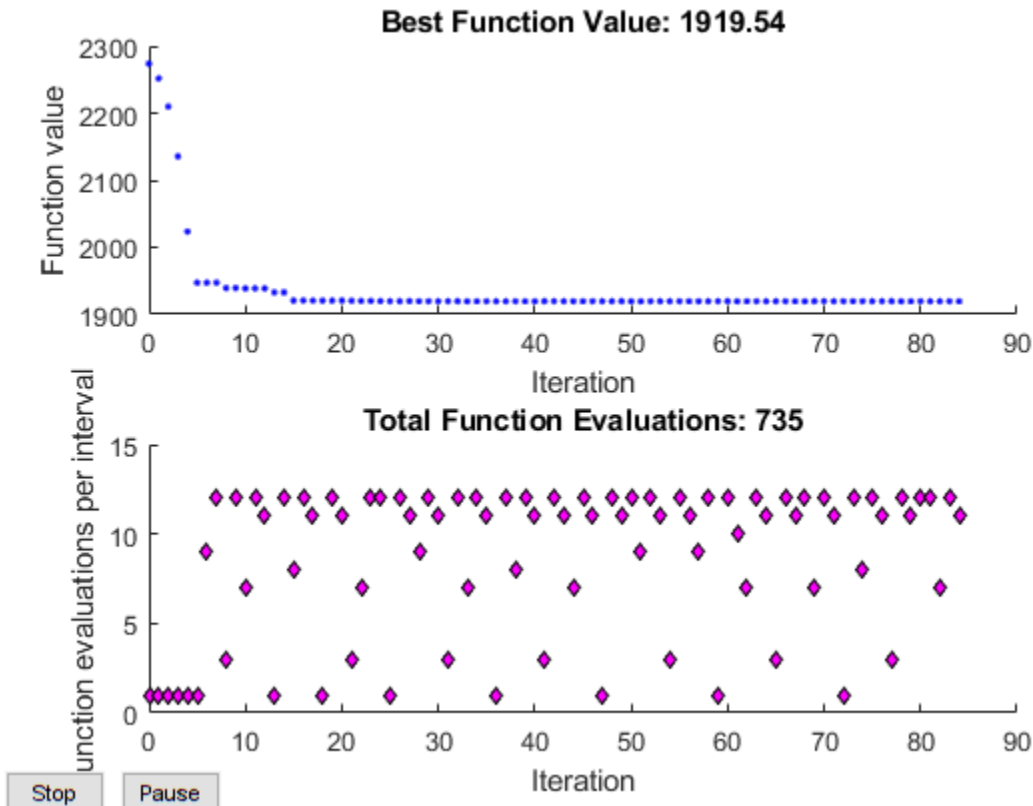 Best Function Value: 1919.54
Function value
2300
2200
2100
2000
1900
0 10 20 30 40 50 60 70 80 90
Iteration
Total Function Evaluations: 735
evaluations per interval
15
10
5
0
0 10 20 30 40 50 60 70 80 90
Iteration
Stop
Pause